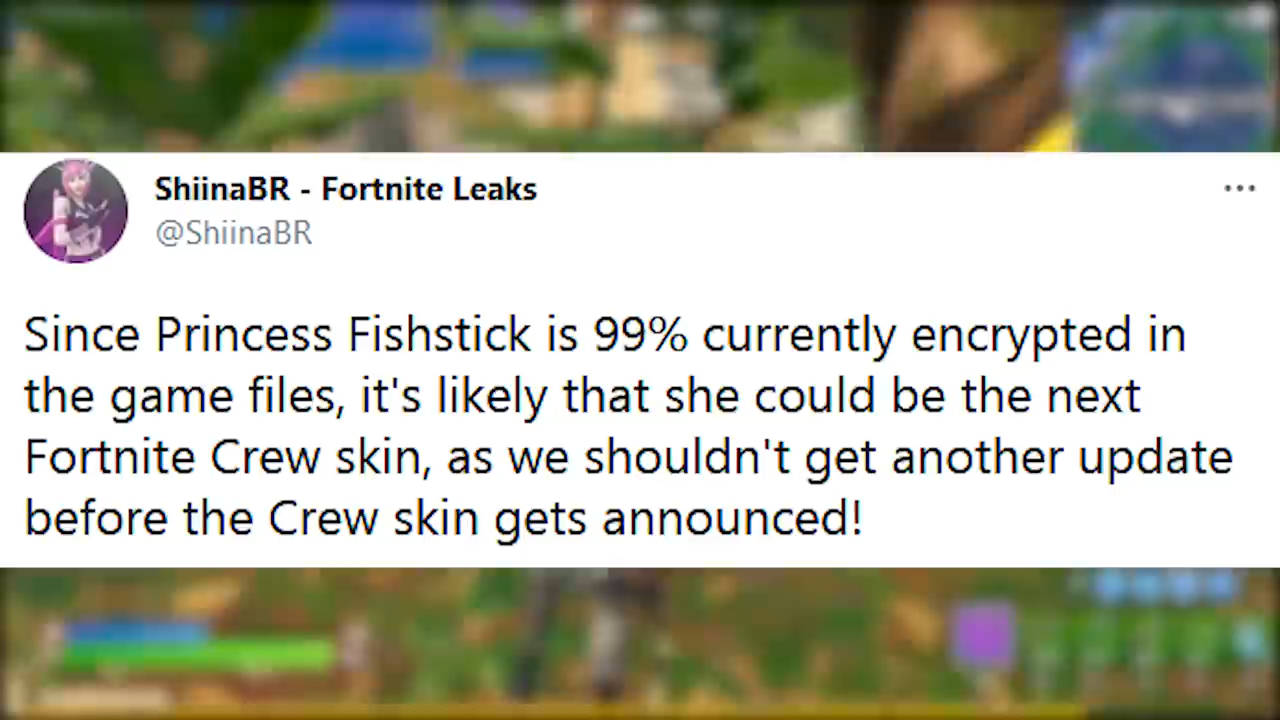 ShiinaBR - Fortnite Leaks
@ShiinaBR
Since Princess Fishstick is 99% currently encrypted in
the game files, it's likely that she could be the next
Fortnite Crew skin, as we shouldn't get another update
before the Crew skin gets announced!